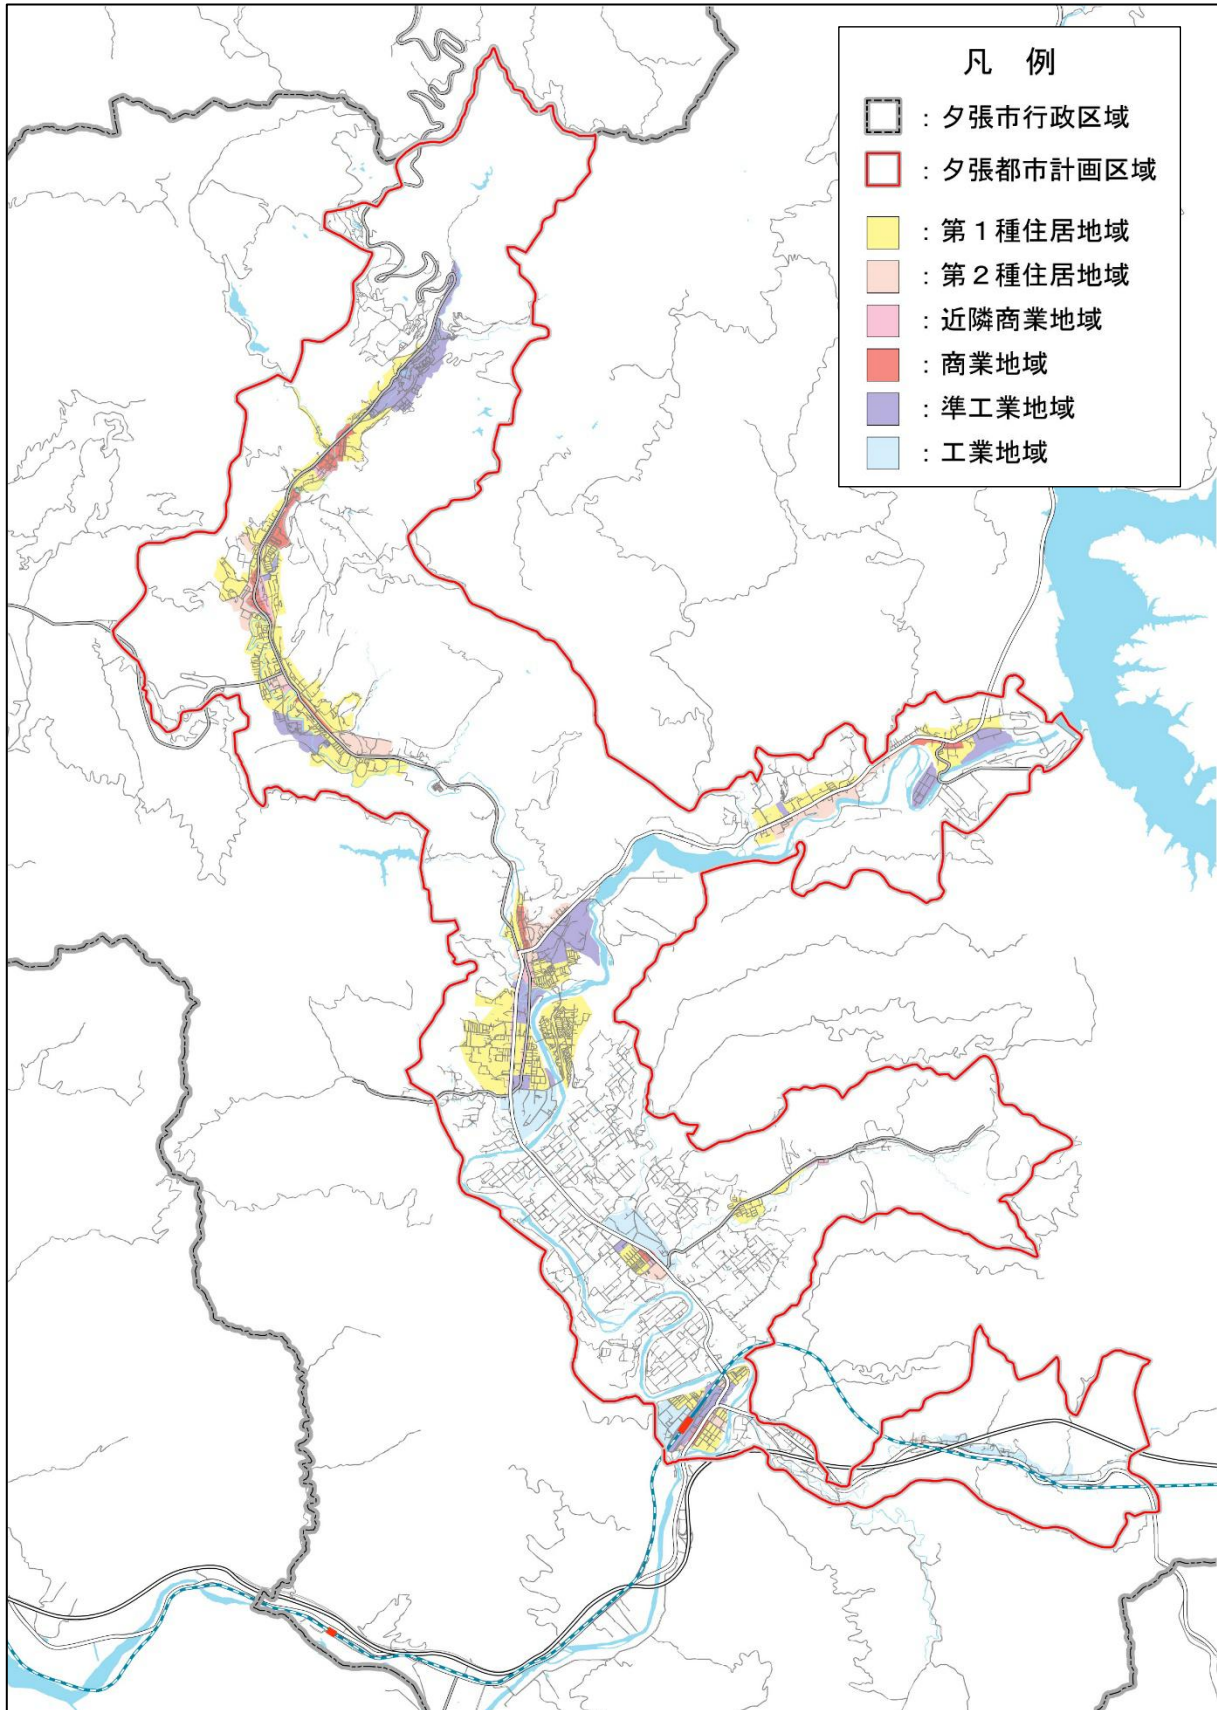 凡 例
：夕張市行政区域
：夕張都市計画区域
：第１種住居地域
：第２種住居地域
：近隣商業地域
：商業地域
：準工業地域
：工業地域